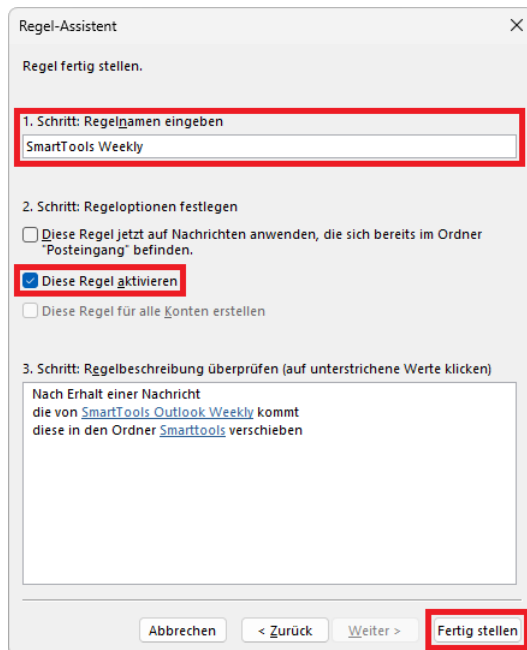 Regel-Assistent
Regel fertig stellen.
1. Schritt: Regelnamen eingeben
SmartTools Weekly
2. Schritt: Regeloptionen festlegen
Diese Regel jetzt auf Nachrichten anwenden, die sich bereits im Ordner
"Posteingang" befinden.
Diese Regel aktivieren
Diese Regel für alle Konten erstellen
3. Schritt: Regelbeschreibung überprüfen (auf unterstrichene Werte klicken)
Nach Erhalt einer Nachricht
die von SmartTools Outlook Weekly kommt
diese in den Ordner Smarttools verschieben
Abbrechen < Zurück Weiter > Fertig stellen